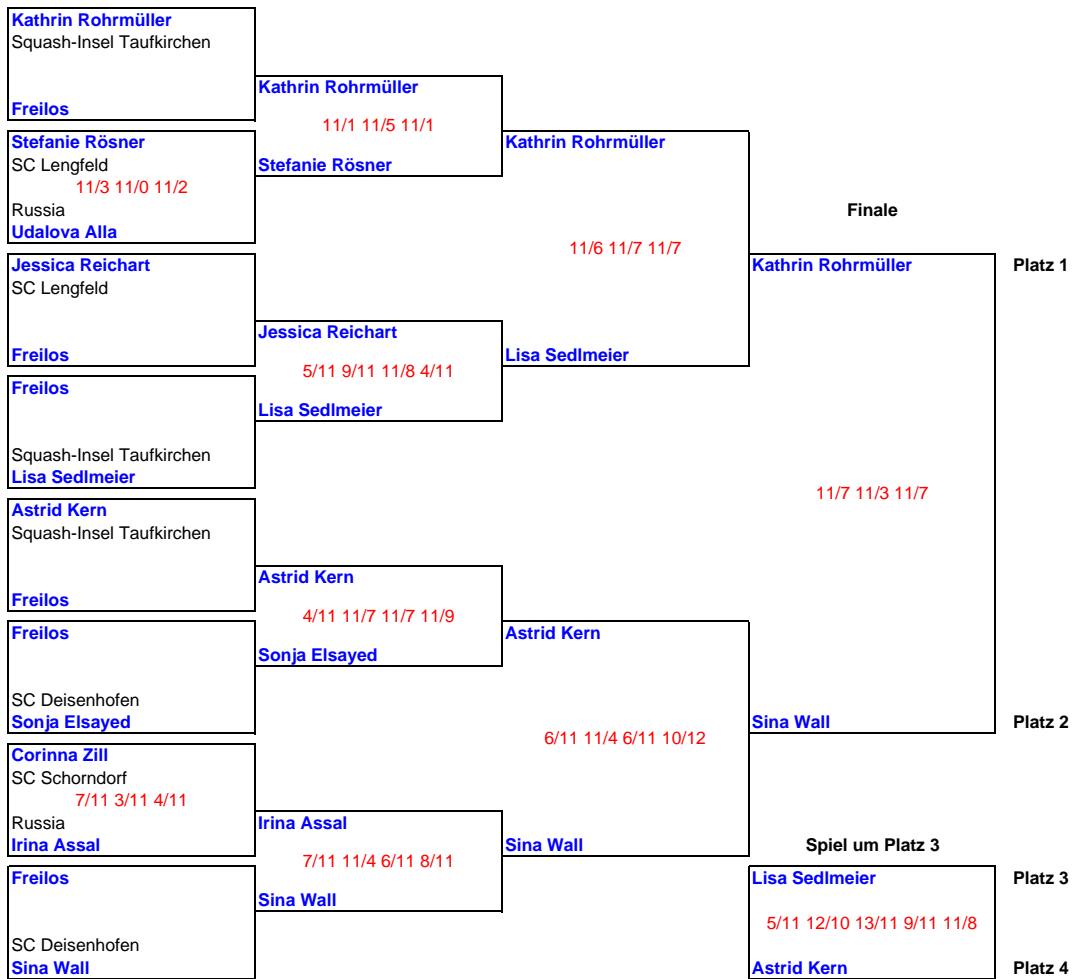 Kathrin Rohrmüller
Squash-Insel Taufkirchen
Freilos
Stefanie Rösner
SC Lengfeld
11/3 11/0 11/2
Russia
Udalova Alla
Jessica Reichart
SC Lengfeld
Freilos
Freilos
Squash-Insel Taufkirchen
Lisa Sedlmeier
Astrid Kern
Squash-Insel Taufkirchen
Freilos
Freilos
SC Deisenhofen
Sonja Elsayed
Corinna Zill
SC Schorndorf
7/11 3/11 4/11
Russia
Irina Assal
Freilos
SC Deisenhofen
Sina Wall
Kathrin Rohrmüller
11/1 11/5 11/1
Stefanie Rösner
Jessica Reichart
5/11 9/11 11/8 4/11
Lisa Sedlmeier
Astrid Kern
4/11 11/7 11/7 11/9
Sonja Elsayed
Irina Assal
7/11 11/4 6/11 8/11
Sina Wall
Kathrin Rohrmüller
11/6 11/7 11/7
Lisa Sedlmeier
Astrid Kern
6/11 11/4 6/11 10/12
Sina Wall
Finale
Kathrin Rohrmüller
Platz 1
11/7 11/3 11/7
Sina Wall
Platz 2
Spiel um Platz 3
Lisa Sedlmeier
Platz 3
5/11 12/10 13/11 9/11 11/8
Astrid Kern
Platz 4